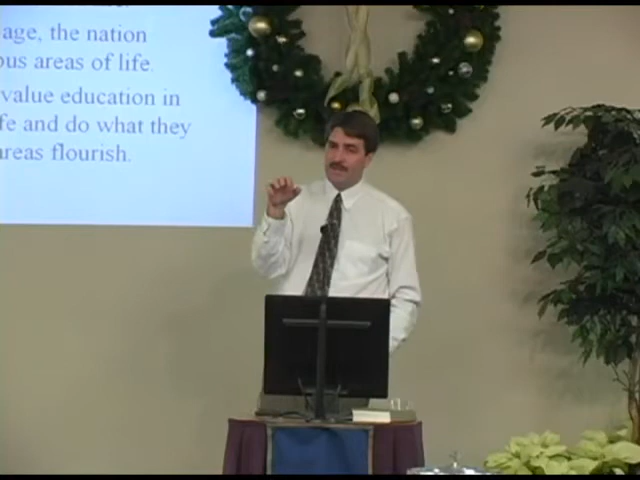 age, the nation
ous areas of life.
value education in
fe and do what they
areas flourish.